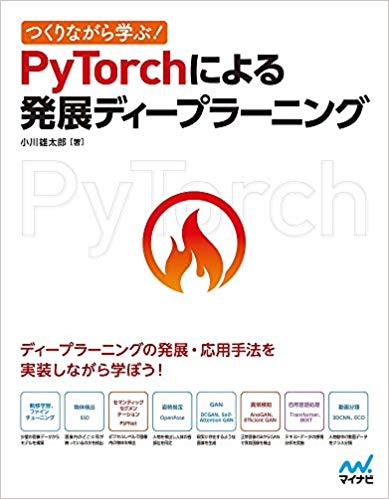 つくりながら学ぶ!
PyTorchによる
発展ディープラーニング
小川雄太郎[著]
PyTorch
ディープラーニングの発展・応用手法を
実装しながら学ぼう!
転移学習、ファインチューニング
物体検出
SSD
セマンティックセグメンテーション
PSPNet
姿勢推定
OpenPose
GAN
DCGAN, Self-Attention GAN
異常検知
AnoGAN, Efficient GAN
自然言語処理
Transformer, BERT
動画分類
3DCNN, ECO
マイナビ